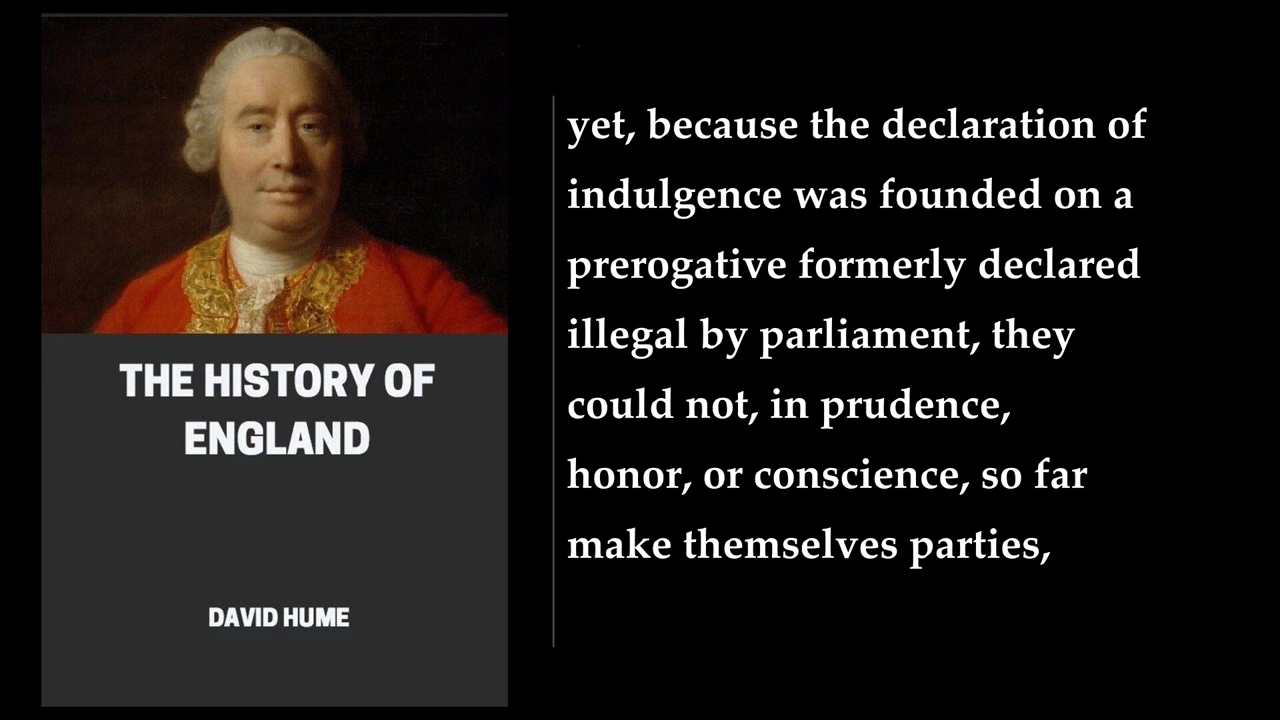 THE HISTORY OF
ENGLAND
DAVID HUME
yet, because the declaration of
indulgence was founded on a
prerogative formerly declared
illegal by parliament, they
could not, in prudence,
honor, or conscience, so far
make themselves parties,